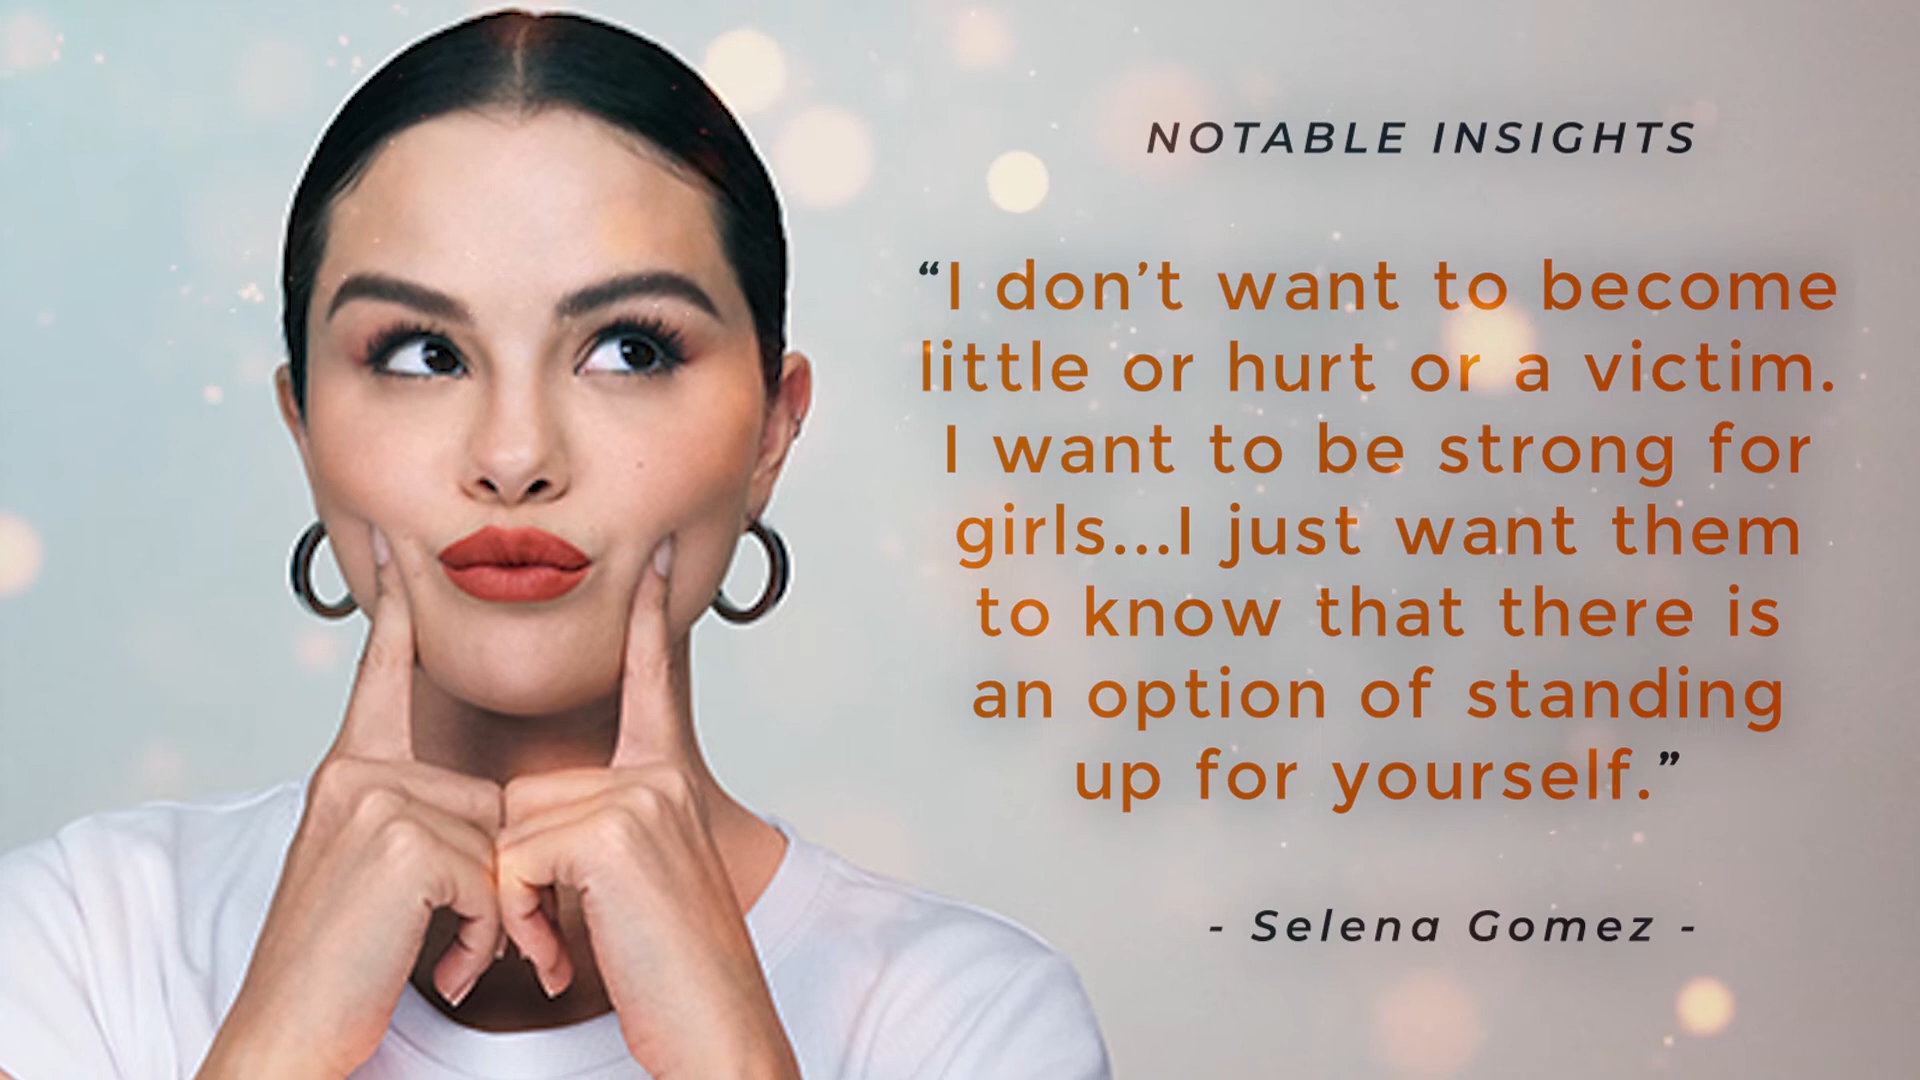 NOTABLE INSIGHTS
“I don’t want to become
little or hurt or a victim.
I want to be strong for
girls...I just want them
to know that there is
an option of standing
up for yourself.”
- Selena Gomez -